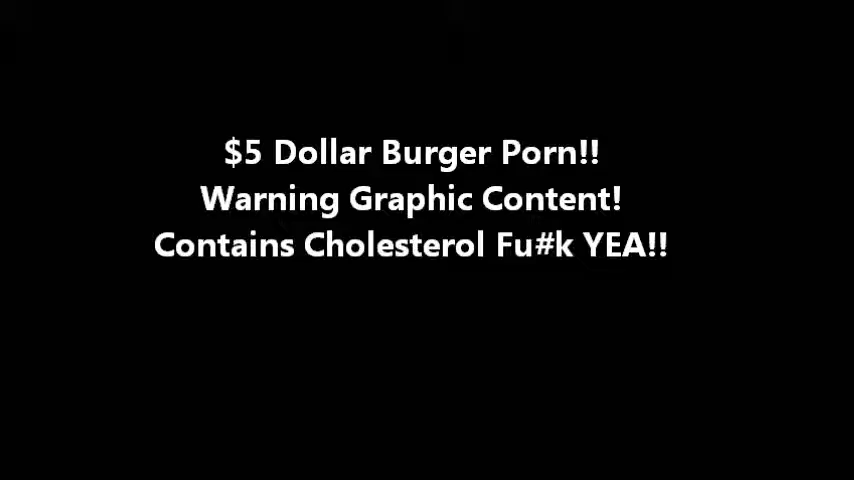 $5 Dollar Burger Porn!!
Warning Graphic Content!
Contains Cholesterol Fu#k YEA!!